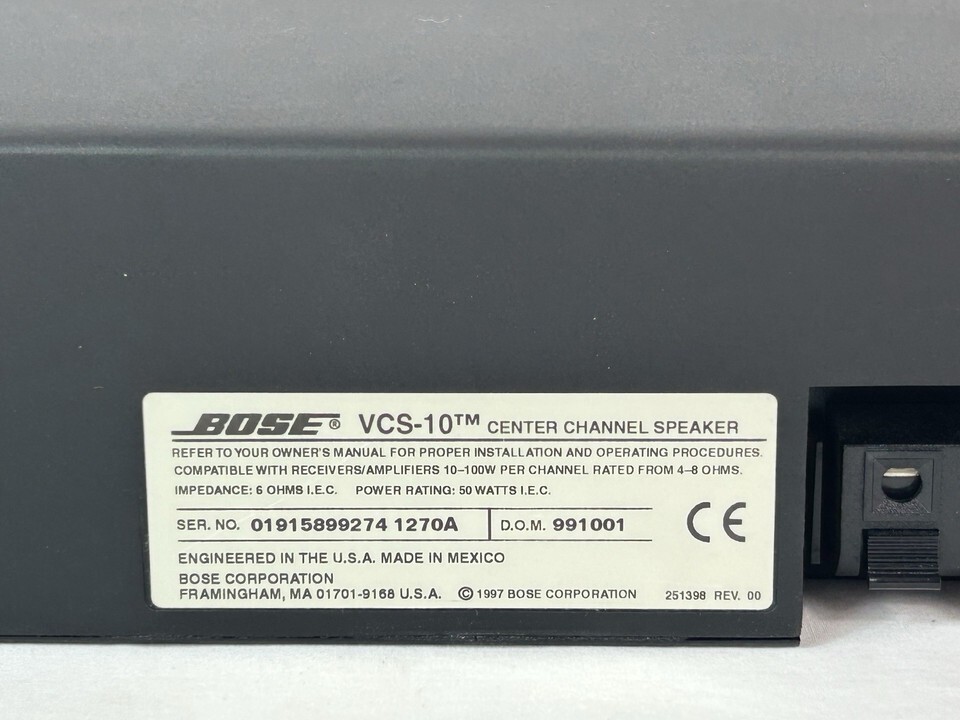 BOSE® VCS-10™ CENTER CHANNEL SPEAKER
REFER TO YOUR OWNER'S MANUAL FOR PROPER INSTALLATION AND OPERATING PROCEDURES.
COMPATIBLE WITH RECEIVERS/AMPLIFIERS 10–100W PER CHANNEL RATED FROM 4–8 OHMS.
IMPEDANCE: 6 OHMS I.E.C. POWER RATING: 50 WATTS I.E.C.
SER. NO. 01915899274 1270A D.O.M. 991001 CE
ENGINEERED IN THE U.S.A. MADE IN MEXICO
BOSE CORPORATION
FRAMINGHAM, MA 01701-9168 U.S.A. ©1997 BOSE CORPORATION 251398 REV. 00